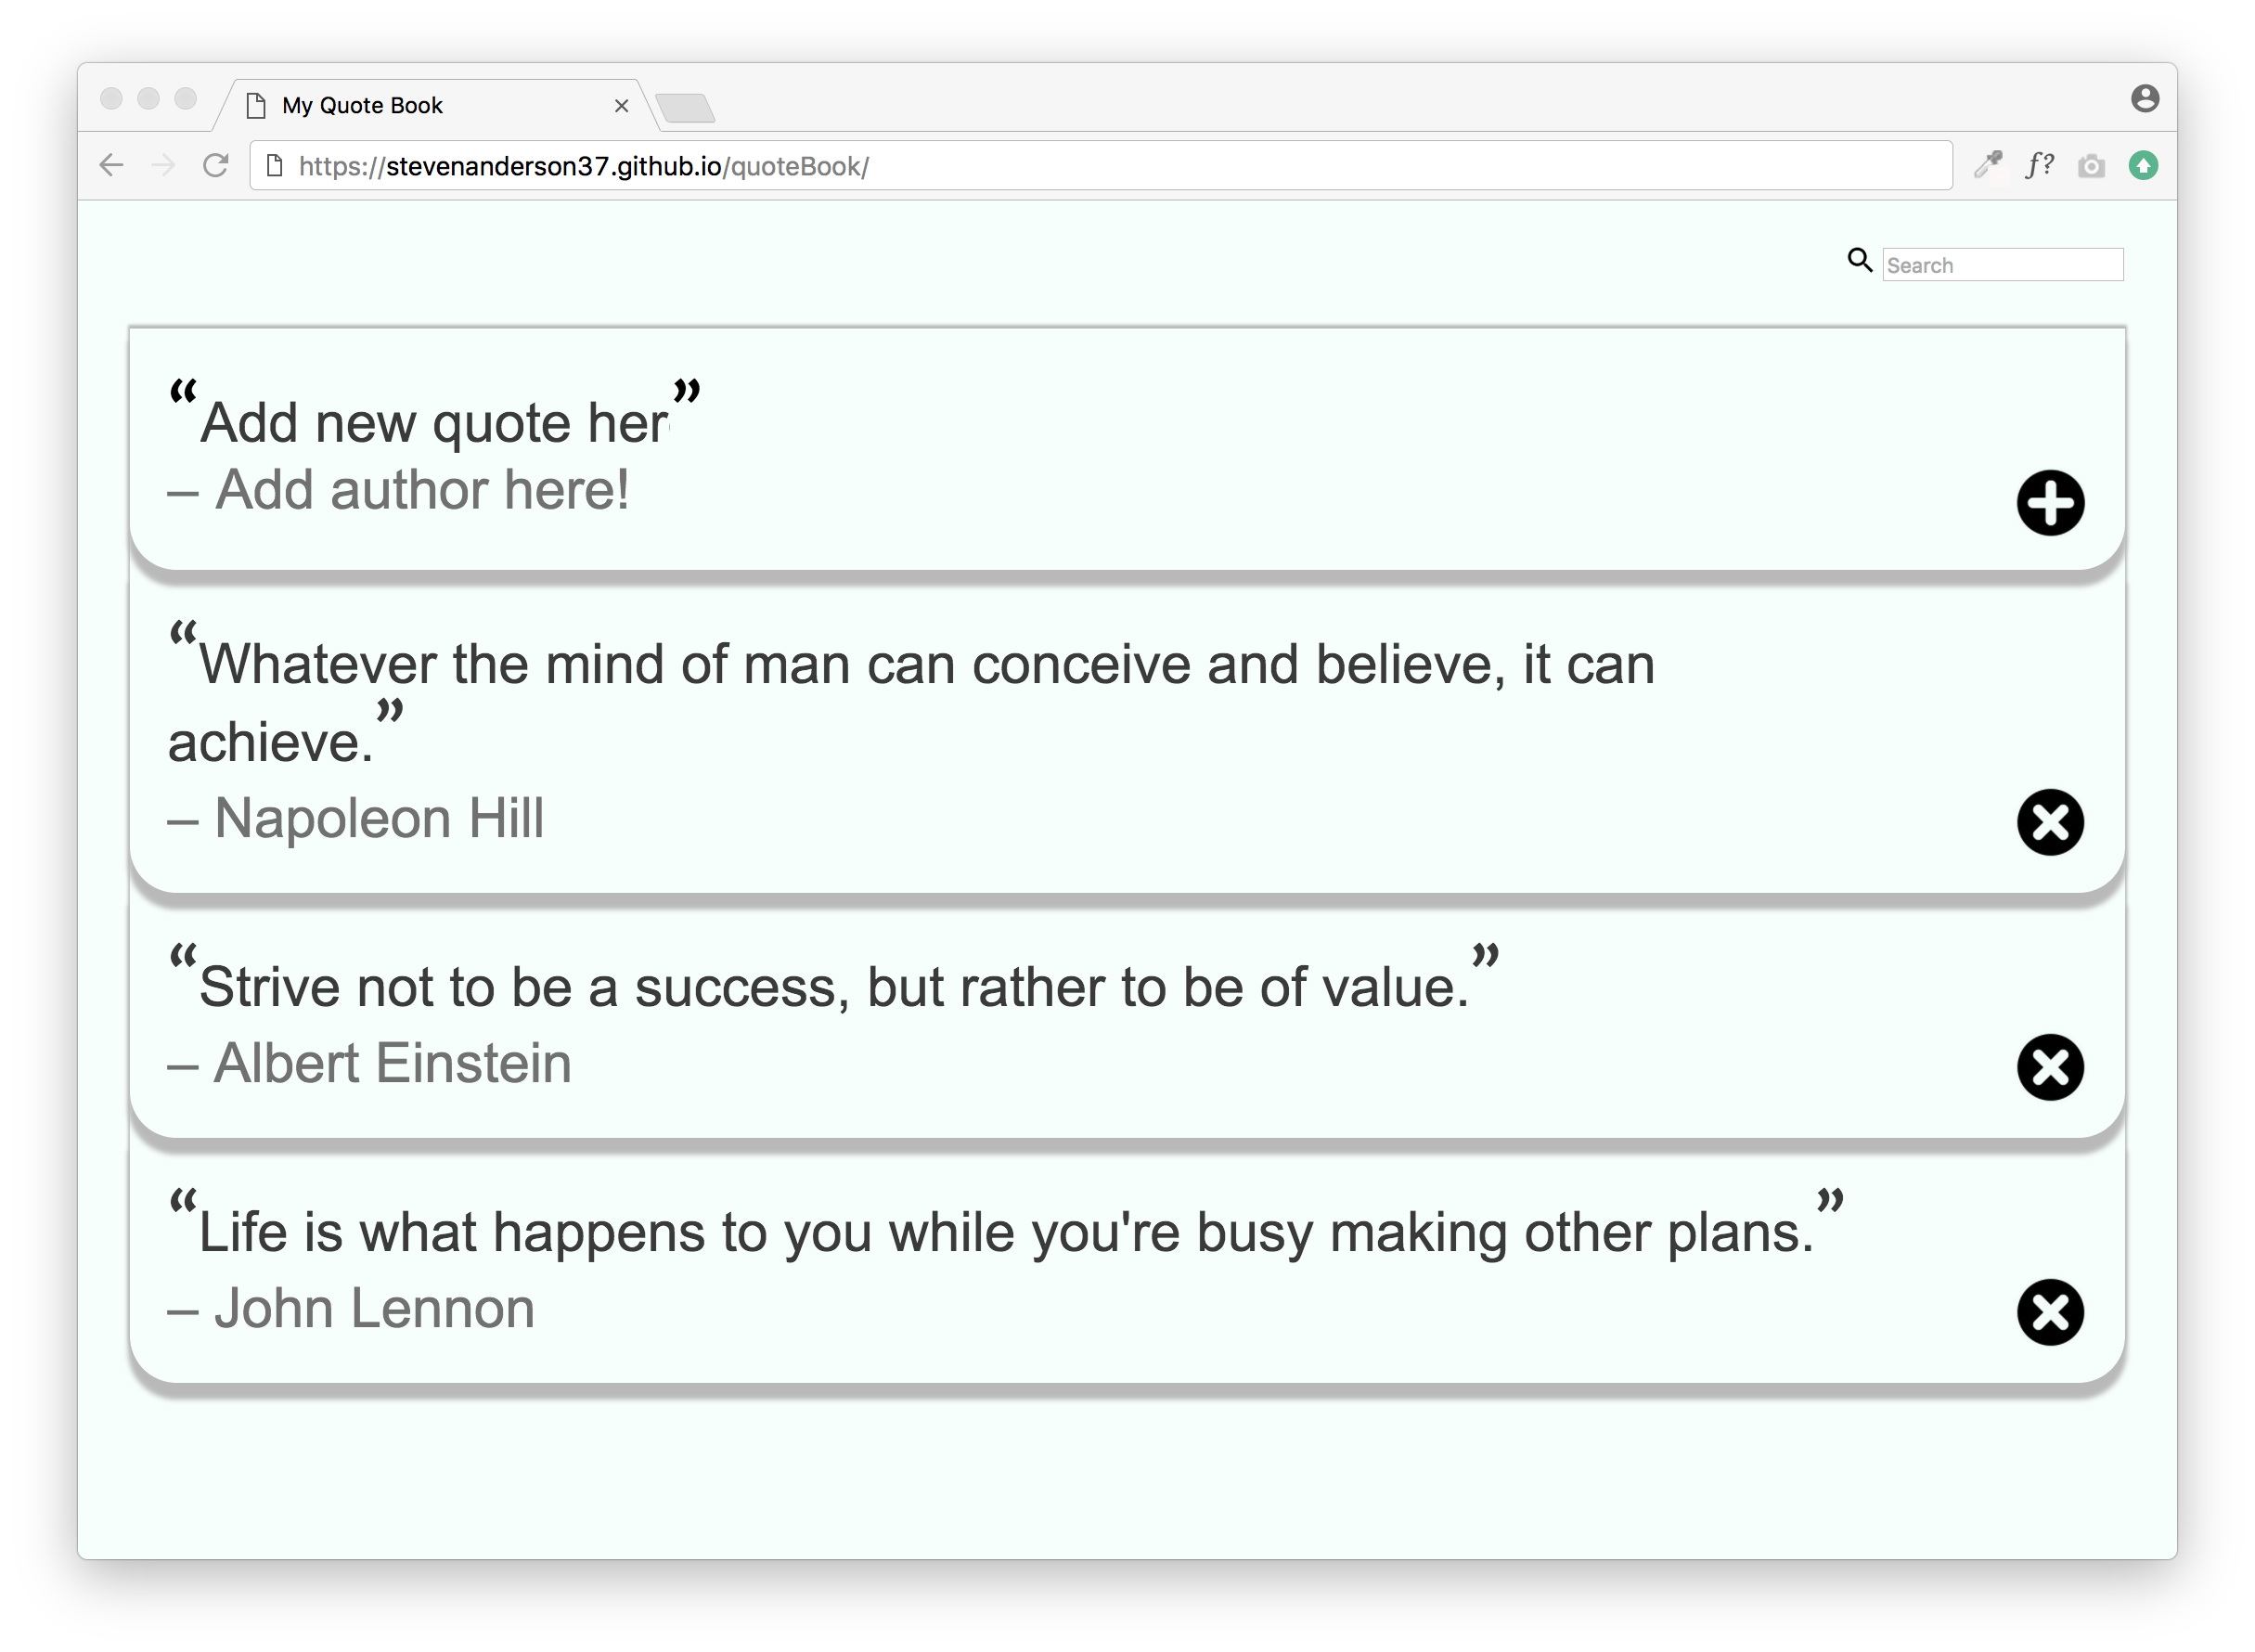 My Quote Book
https://stevenanderson37.github.io/quoteBook/
f?
Search
“Add new quote her”
– Add author here!
“Whatever the mind of man can conceive and believe, it can
achieve.”
– Napoleon Hill
“Strive not to be a success, but rather to be of value.”
– Albert Einstein
“Life is what happens to you while you're busy making other plans.”
– John Lennon